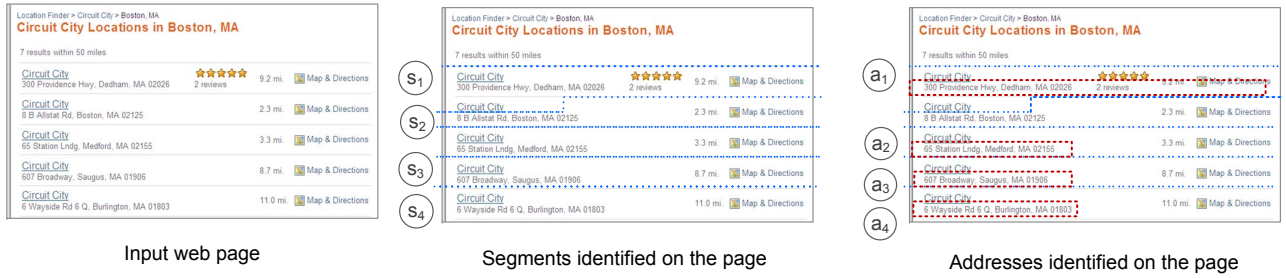 Location Finder > Circuit City > Boston, MA
Circuit City Locations in Boston, MA
7 results within 50 miles
Circuit City
300 Providence Hwy, Dedham, MA 02026 2 reviews 9.2 mi. Map & Directions
Circuit City
8 B Allstat Rd, Boston, MA 02125 2.3 mi. Map & Directions
Circuit City
65 Station Lndg, Medford, MA 02155 3.3 mi. Map & Directions
Circuit City
607 Broadway, Saugus, MA 01906 8.7 mi. Map & Directions
Circuit City
6 Wayside Rd 6 Q, Burlington, MA 01803 11.0 mi. Map & Directions
Input web page
Location Finder > Circuit City > Boston, MA
Circuit City Locations in Boston, MA
7 results within 50 miles
S1
Circuit City
300 Providence Hwy, Dedham, MA 02026 2 reviews 9.2 mi. Map & Directions
S2
Circuit City
8 B Allstat Rd, Boston, MA 02125 2.3 mi. Map & Directions
Circuit City
65 Station Lndg, Medford, MA 02155 3.3 mi. Map & Directions
S3
Circuit City
607 Broadway, Saugus, MA 01906 8.7 mi. Map & Directions
S4
Circuit City
6 Wayside Rd 6 Q, Burlington, MA 01803 11.0 mi. Map & Directions
Segments identified on the page
Location Finder > Circuit City > Boston, MA
Circuit City Locations in Boston, MA
7 results within 50 miles
a1
Circuit City
300 Providence Hwy, Dedham, MA 02026 2 reviews 9.2 mi. Map & Directions
Circuit City
8 B Allstat Rd, Boston, MA 02125 2.3 mi. Map & Directions
a2
Circuit City
65 Station Lndg, Medford, MA 02155 3.3 mi. Map & Directions
a3
Circuit City
607 Broadway, Saugus, MA 01906 8.7 mi. Map & Directions
a4
Circuit City
6 Wayside Rd 6 Q, Burlington, MA 01803 11.0 mi. Map & Directions
Addresses identified on the page